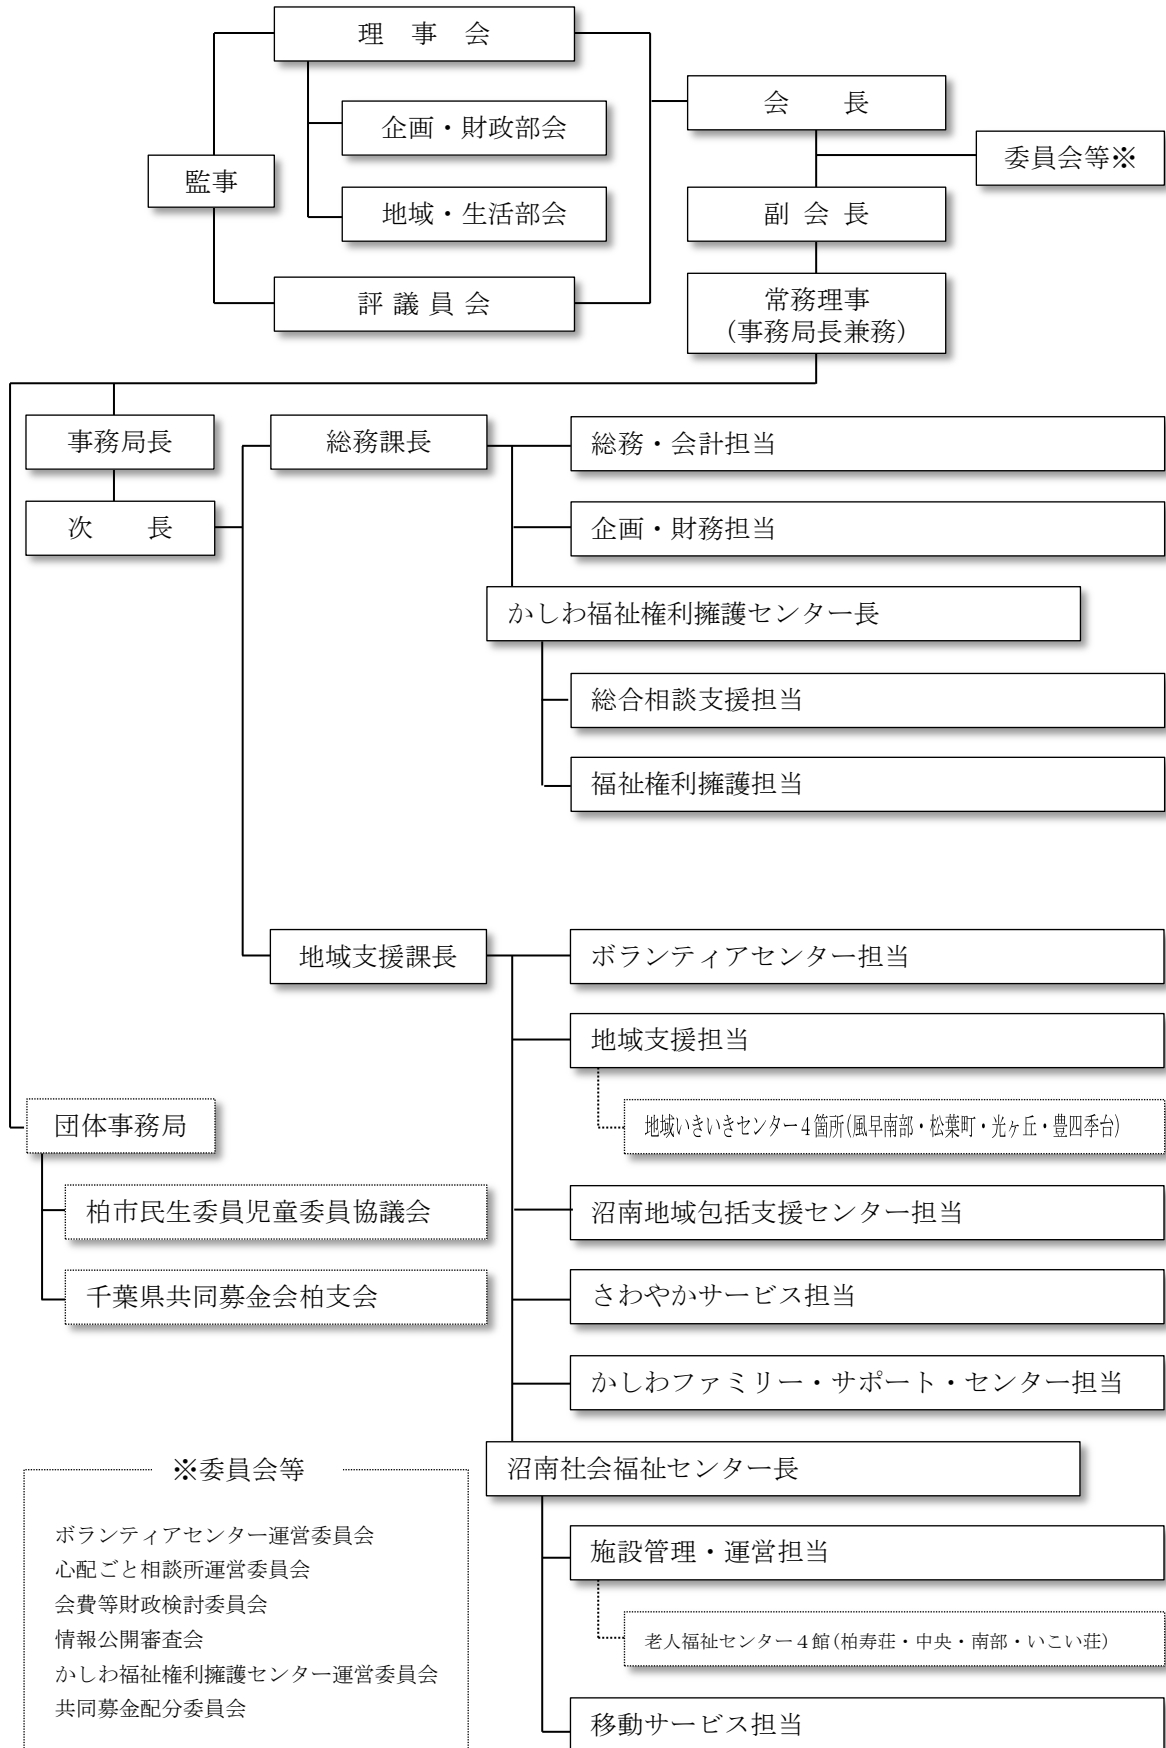 理　事　会
会　　長
企画・財政部会
委員会等※
監事
地域・生活部会
副 会 長
評 議 員 会
常務理事
（事務局長兼務）
事務局長
総務課長
総務・会計担当
次　　長
企画・財務担当
かしわ福祉権利擁護センター長
総合相談支援担当
福祉権利擁護担当
地域支援課長
ボランティアセンター担当
地域支援担当
地域いきいきセンター４箇所(風早南部・松葉町・光ヶ丘・豊四季台)
団体事務局
柏市民生委員児童委員協議会
千葉県共同募金会柏支会
沼南地域包括支援センター担当
さわやかサービス担当
かしわファミリー・サポート・センター担当
沼南社会福祉センター長
施設管理・運営担当
老人福祉センター４館(柏寿荘・中央・南部・いこい荘)
移動サービス担当
※委員会等
ボランティアセンター運営委員会
心配ごと相談所運営委員会
会費等財政検討委員会
情報公開審査会
かしわ福祉権利擁護センター運営委員会
共同募金配分委員会